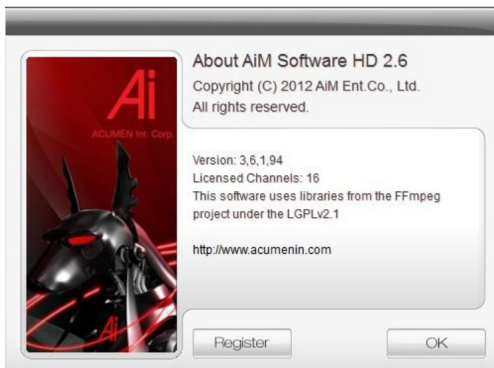 Ai
ACUMEN Int. Corp.
Ai
About AiM Software HD 2.6
Copyright (C) 2012 AiM Ent.Co., Ltd.
All rights reserved.
Version: 3,6,1,94
Licensed Channels: 16
This software uses libraries from the FFmpeg
project under the LGPLv2.1
http://www.acumenin.com
Register
OK